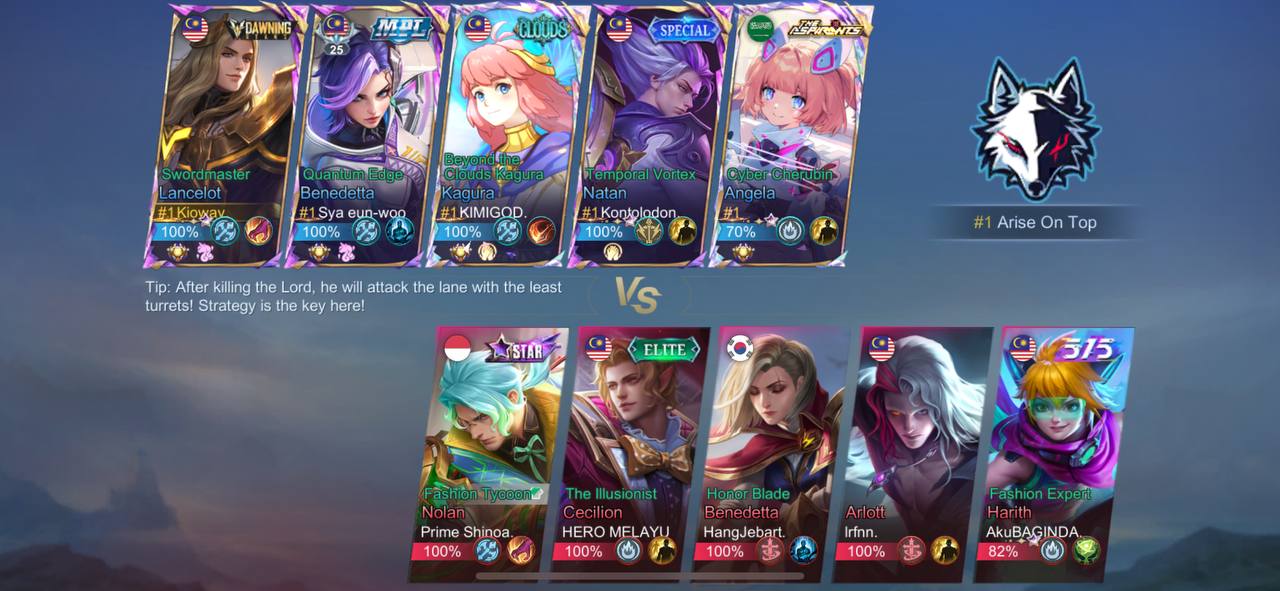 DAWNING
25
MPL
CLOUDS
SPECIAL
THE ASPIRANTS
Swordmaster
Lancelot
#1 Kioway
100%
Quantum Edge
Benedetta
#1 Sya eun-woo
100%
Beyond the
Clouds Kagura
Kagura
#1 KIMIGOD.
100%
Temporal Vortex
Natan
#1 Kontolodon.
100%
Cyber Cherubin
Angela
#1
70%
#1 Arise On Top
Tip: After killing the Lord, he will attack the lane with the least
turrets! Strategy is the key here!
VS
STAR
Fashion Tycoon
Nolan
Prime Shinoa.
100%
ELITE
The Illusionist
Cecilion
HERO MELAYU
100%
Honor Blade
Benedetta
HangJebart.
100%
Arlott
100%
515
Fashion Expert
Harith
AkuBAGINDA.
82%